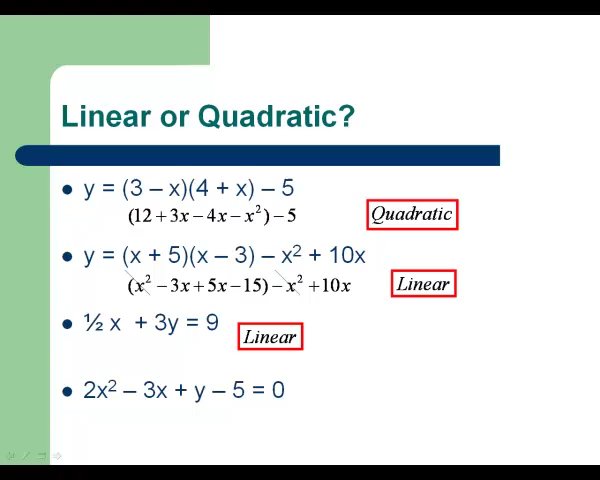 Linear or Quadratic?
y = (3 – x)(4 + x) – 5
(12 + 3x − 4x − x²) − 5 Quadratic
y = (x + 5)(x – 3) – x² + 10x
(x² − 3x + 5x − 15) − x² + 10x Linear
½ x + 3y = 9
Linear
2x² – 3x + y – 5 = 0